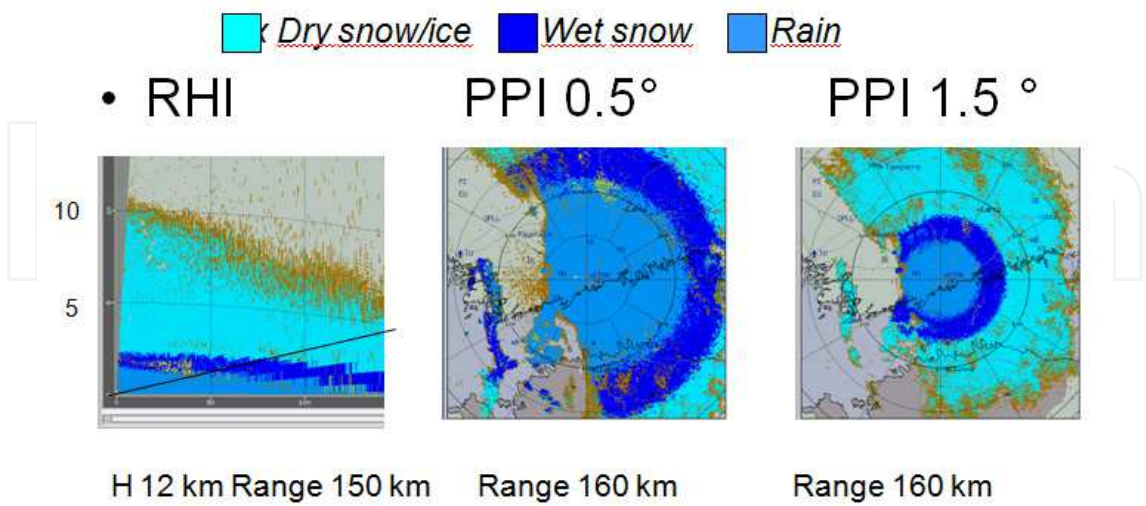 x Dry snow/ice Wet snow Rain
• RHI PPI 0.5° PPI 1.5 °
10
5
H 12 km Range 150 km Range 160 km Range 160 km